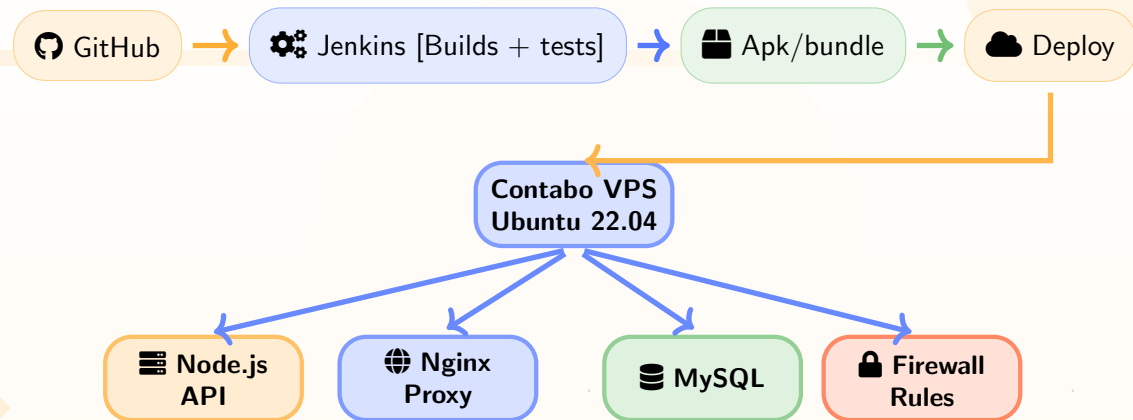 GitHub
Jenkins [Builds + tests]
Apk/bundle
Deploy
Contabo VPS
Ubuntu 22.04
Node.js
API
Nginx
Proxy
MySQL
Firewall
Rules